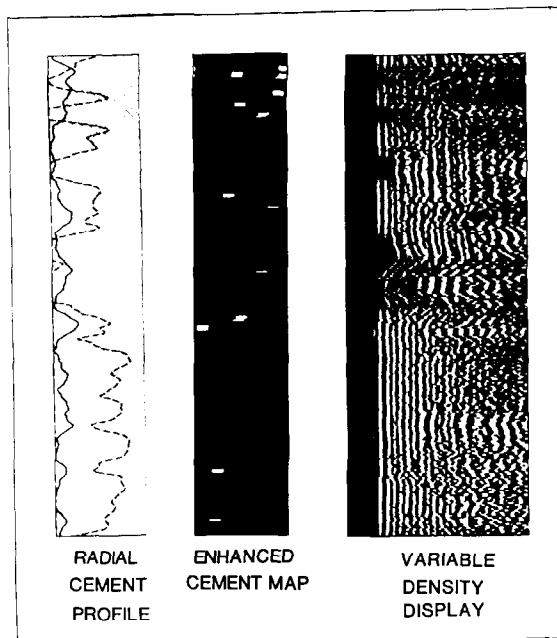 RADIAL
CEMENT
PROFILE
ENHANCED
CEMENT MAP
VARIABLE
DENSITY
DISPLAY